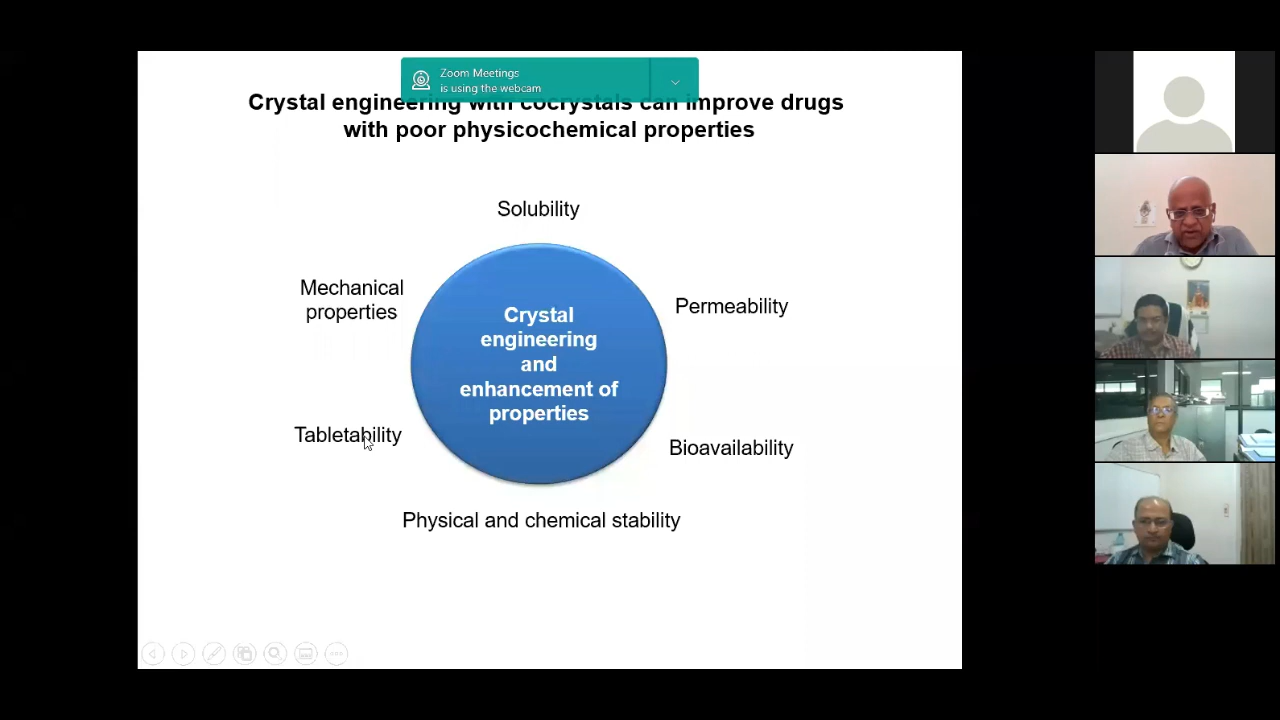 Zoom Meetings
is using the webcam
Crystal engineering with cocrystals can improve drugs
with poor physicochemical properties
Solubility
Mechanical
properties
Permeability
Crystal
engineering
and
enhancement of
properties
Tabletability
Bioavailability
Physical and chemical stability